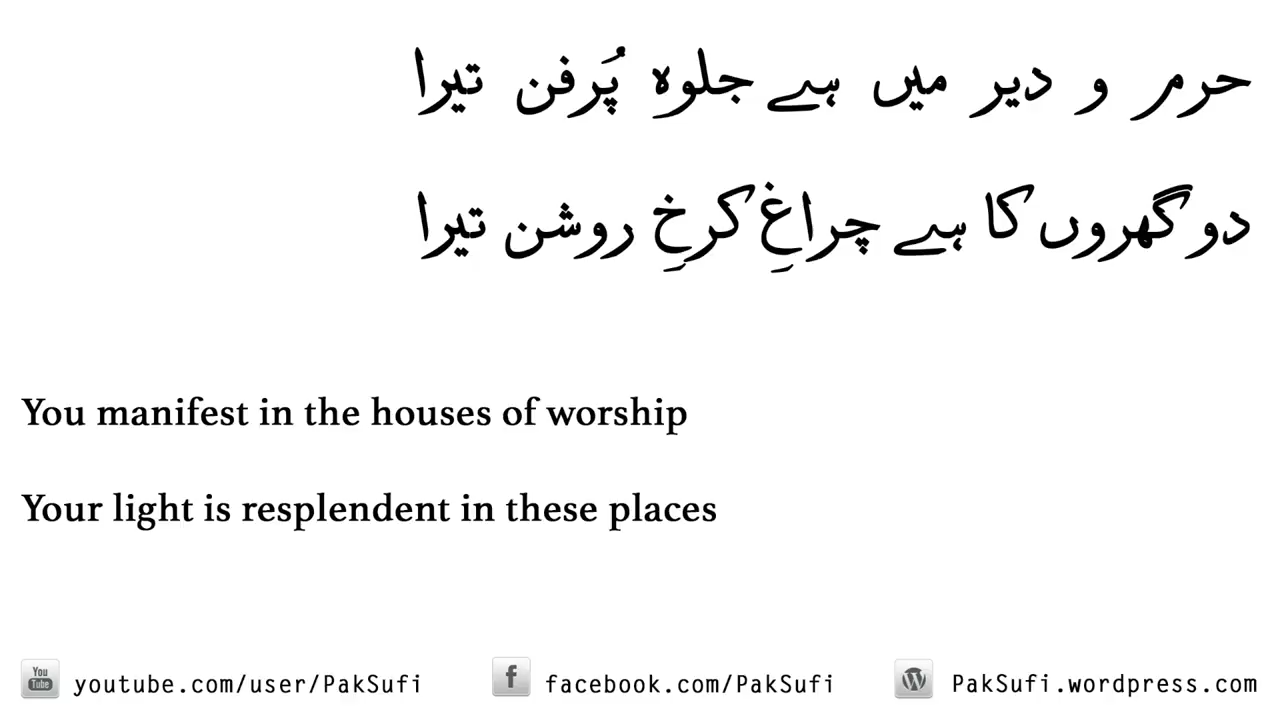 حرم و دیر میں ہے جلوہ پُرفن تیرا
دو گھروں کا ہے چراغِ کرخِ روشن تیرا
You manifest in the houses of worship
Your light is resplendent in these places
You Tube youtube.com/user/PakSufi f facebook.com/PakSufi W PakSufi.wordpress.com